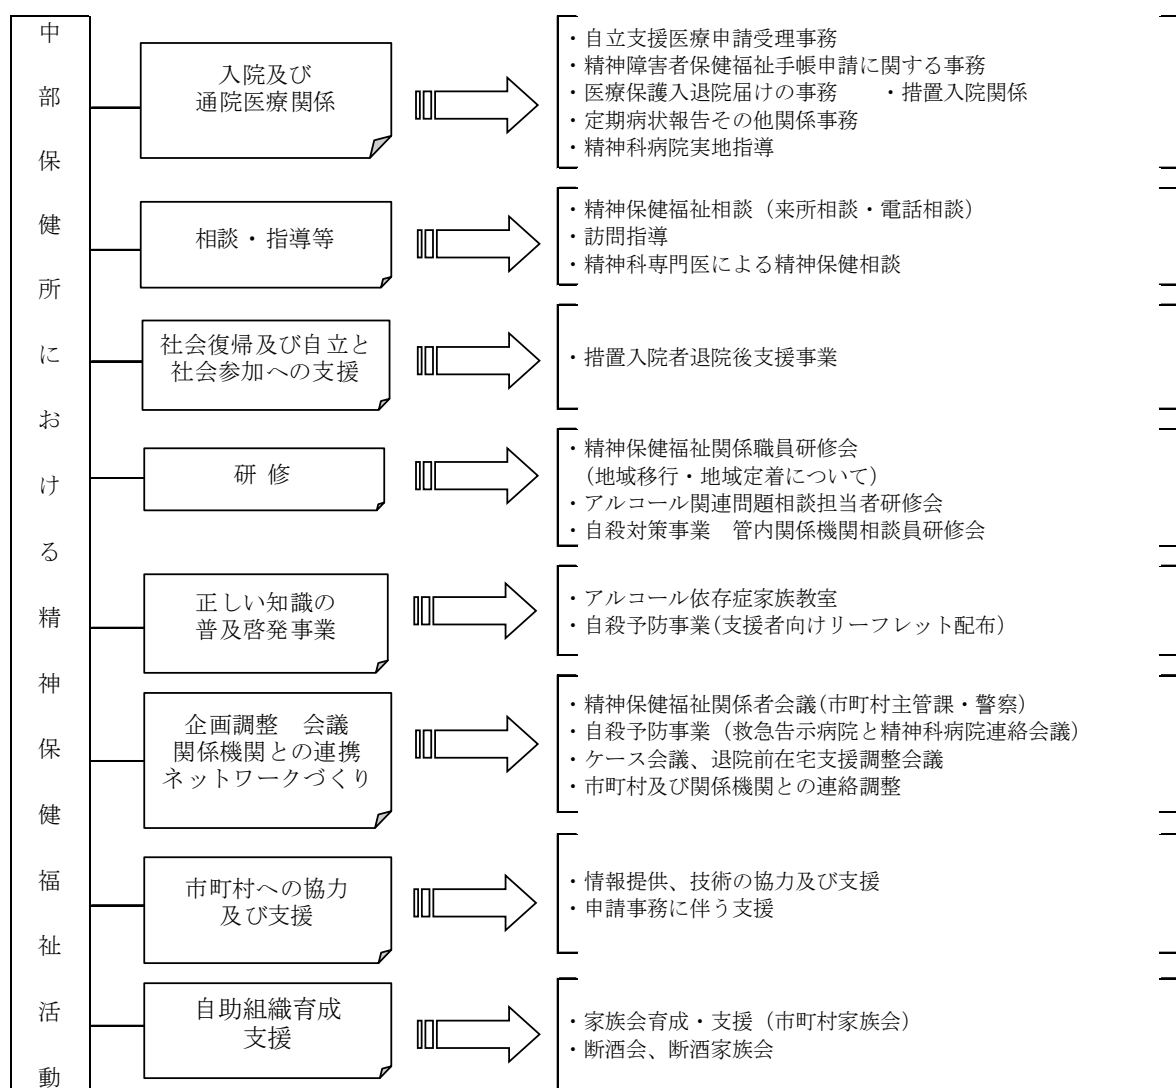 中部保健所における精神保健福祉活動
入院及び
通院医療関係
・自立支援医療申請受理事務
・精神障害者保健福祉手帳申請に関する事務
・医療保護入退院届けの事務　　・措置入院関係
・定期病状報告その他関係事務
・精神科病院実地指導
相談・指導等
・精神保健福祉相談（来所相談・電話相談）
・訪問指導
・精神科専門医による精神保健相談
社会復帰及び自立と
社会参加への支援
・措置入院者退院後支援事業
研 修
・精神保健福祉関係職員研修会
(地域移行・地域定着について)
・アルコール関連問題相談担当者研修会
・自殺対策事業　管内関係機関相談員研修会
正しい知識の
普及啓発事業
・アルコール依存症家族教室
・自殺予防事業(支援者向けリーフレット配布)
企画調整　会議
関係機関との連携
ネットワークづくり
・精神保健福祉関係者会議(市町村主管課・警察)
・自殺予防事業（救急告示病院と精神科病院連絡会議）
・ケース会議、退院前在宅支援調整会議
・市町村及び関係機関との連絡調整
市町村への協力
及び支援
・情報提供、技術の協力及び支援
・申請事務に伴う支援
自助組織育成
支援
・家族会育成・支援（市町村家族会）
・断酒会、断酒家族会